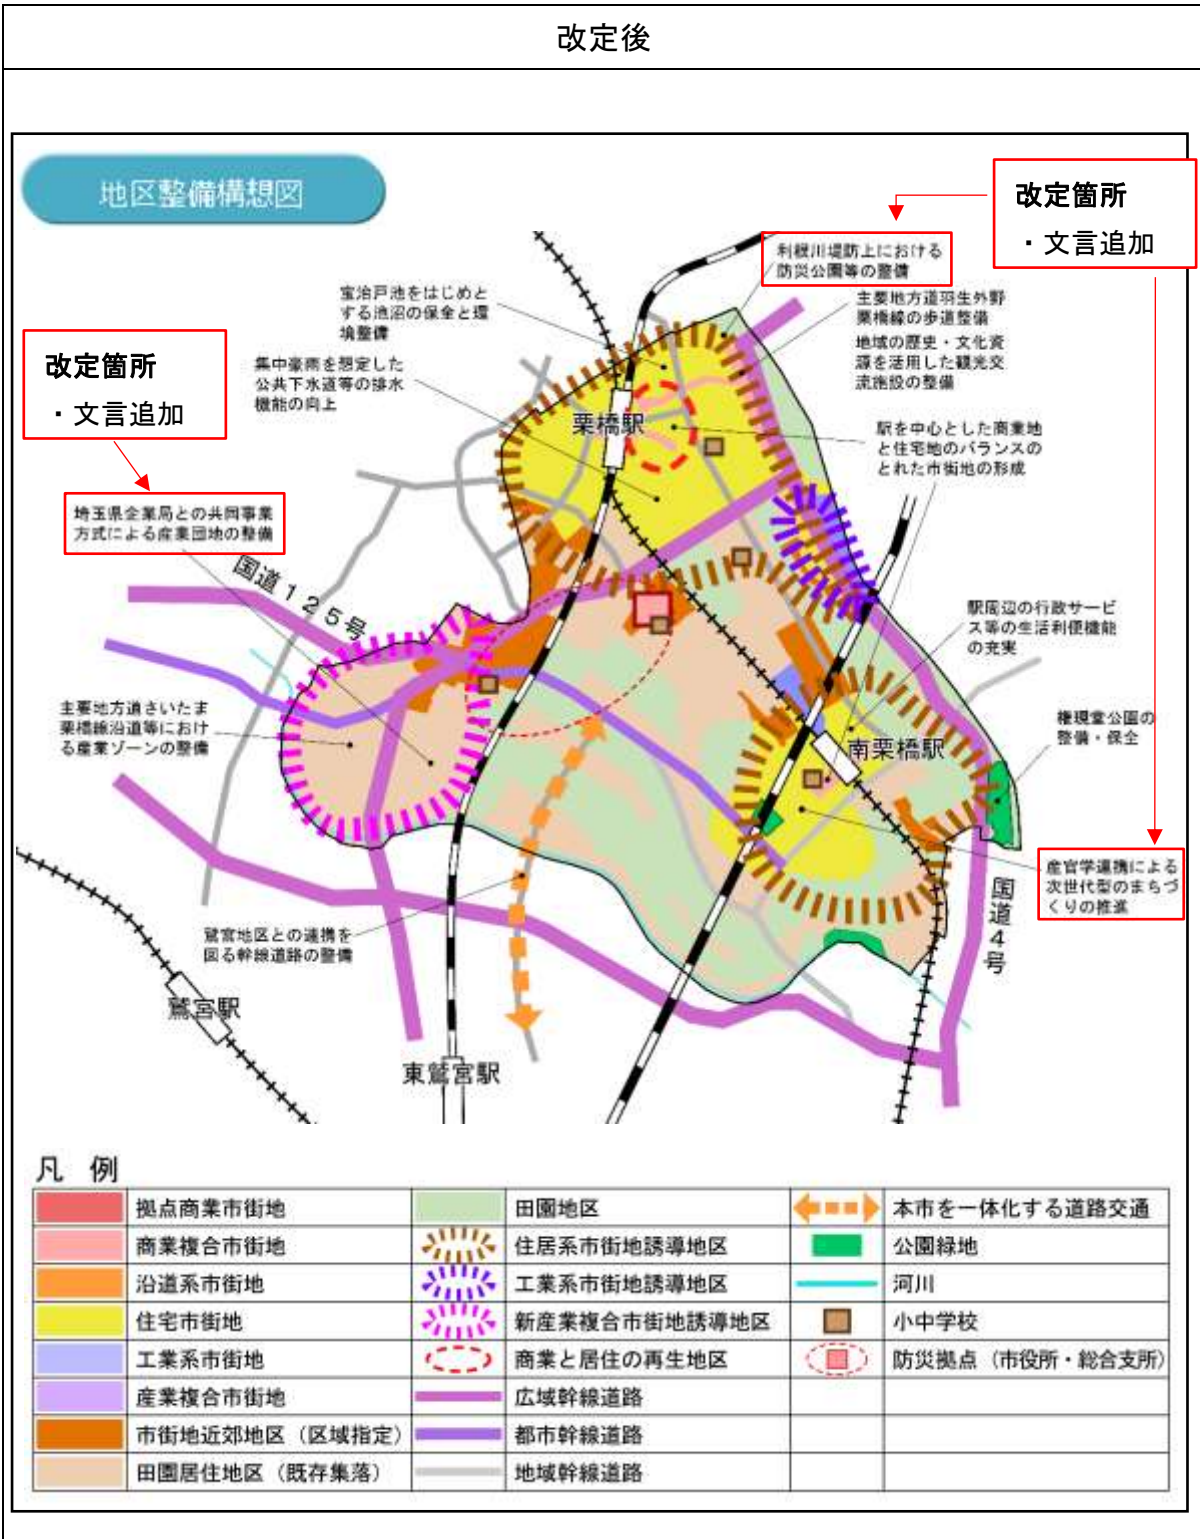 改定後
地区整備構想図
改定箇所
・文言追加
利根川堤防上における
防災公園等の整備
宝治戸池をはじめと
する池沼の保全と環
境整備
主要地方道羽生外野
栗橋線の歩道整備
地域の歴史・文化資
源を活用した観光交
流施設の整備
改定箇所
・文言追加
集中豪雨を想定した
公共下水道等の排水
機能の向上
栗橋駅
駅を中心とした商業地
と住宅地のバランスの
とれた市街地の形成
埼玉県企業局との共同事業
方式による産業団地の整備
国道125号
駅周辺の行政サービ
ス等の生活利便機能
の充実
主要地方道さいたま
栗橋線沿道等におけ
る産業ゾーンの整備
権現堂公園の
整備・保全
南栗橋駅
産官学連携による
次世代型のまちづ
くりの推進
国道4号
鷲宮地区との連携を
図る幹線道路の整備
鷲宮駅
東鷲宮駅
凡 例
拠点商業市街地
田園地区
本市を一体化する道路交通
商業複合市街地
住居系市街地誘導地区
公園緑地
沿道系市街地
工業系市街地誘導地区
河川
住宅市街地
新産業複合市街地誘導地区
小中学校
工業系市街地
商業と居住の再生地区
防災拠点（市役所・総合支所）
産業複合市街地
広域幹線道路
市街地近郊地区（区域指定）
都市幹線道路
田園居住地区（既存集落）
地域幹線道路